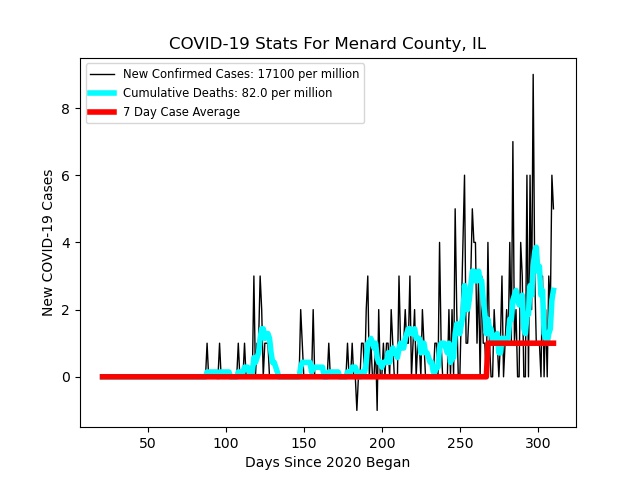 COVID-19 Stats For Menard County, IL
New Confirmed Cases: 17100 per million
Cumulative Deaths: 82.0 per million
7 Day Case Average
New COVID-19 Cases
8
6
4
2
0
50 100 150 200 250 300
Days Since 2020 Began